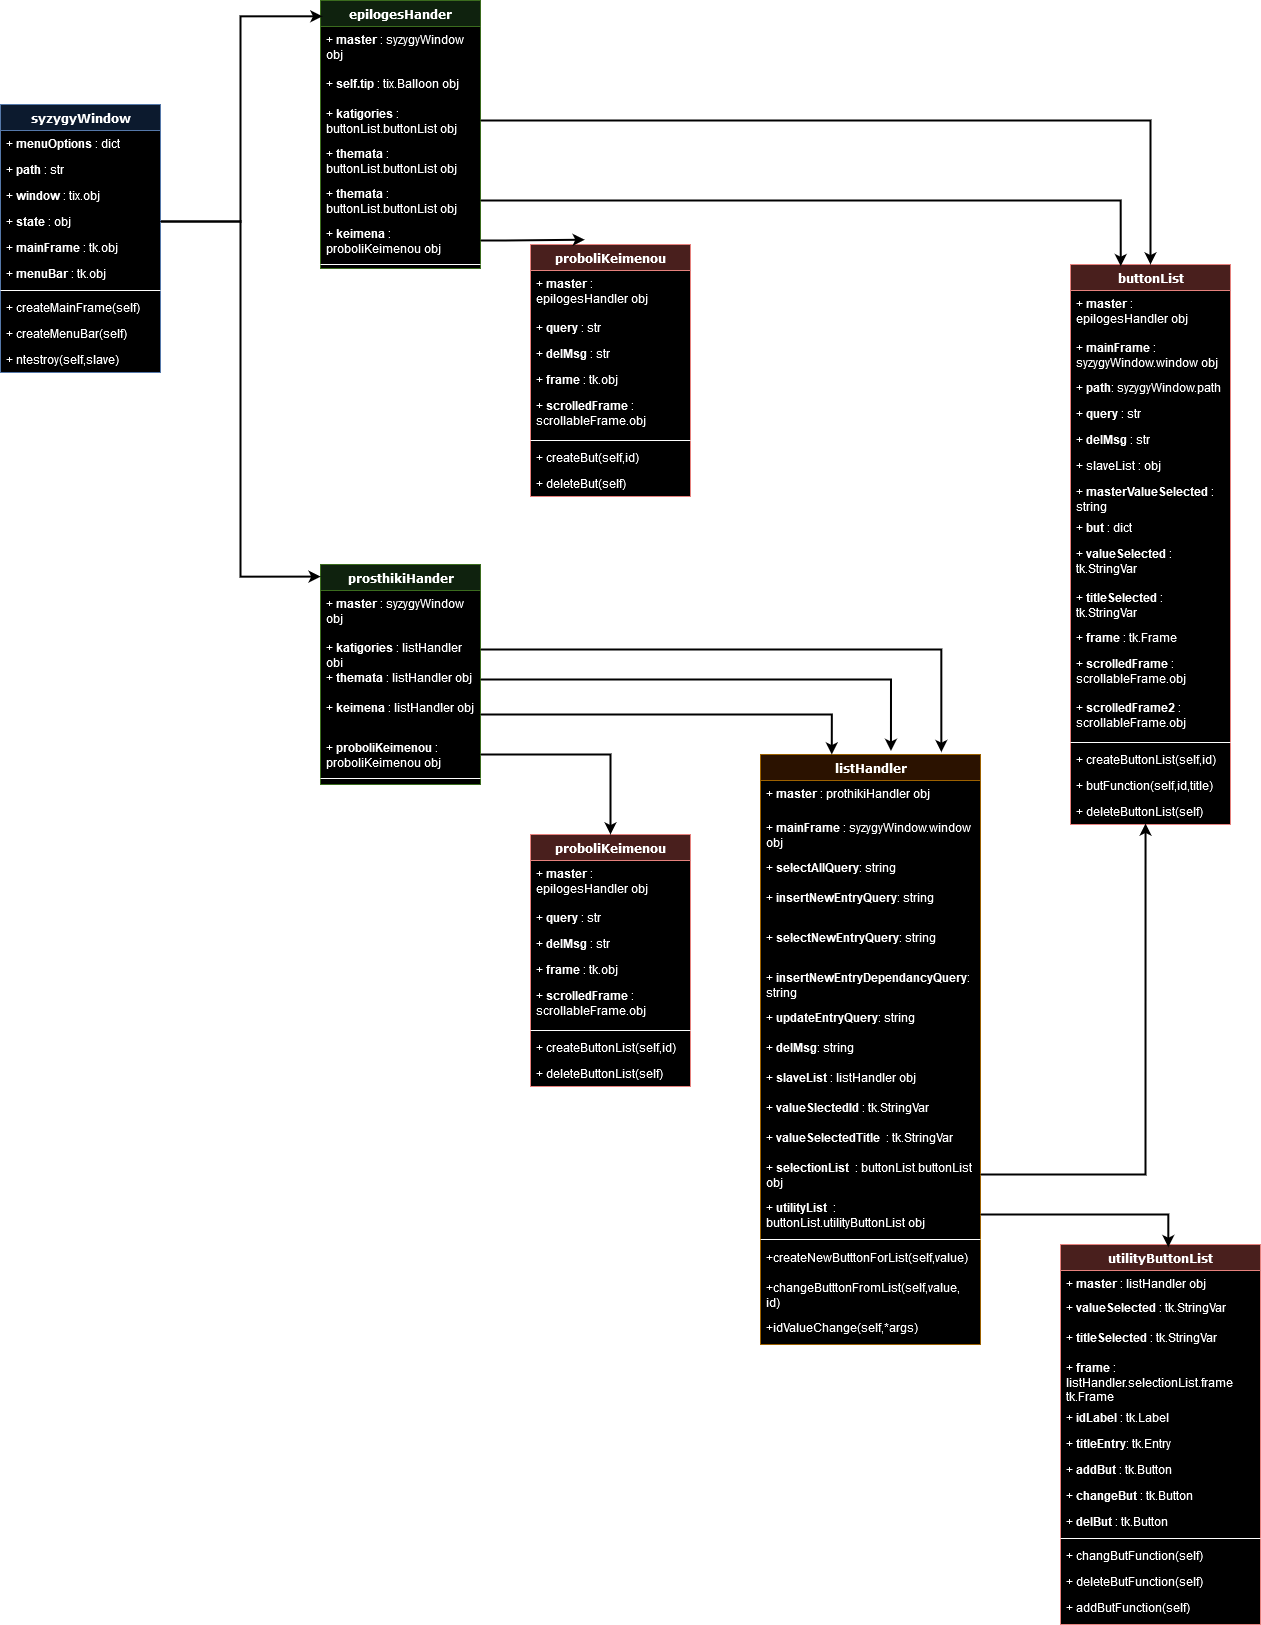 epilogesHander
+ master : syzygyWindow
obj
+ self.tip : tix.Balloon obj
+ katigories :
buttonList.buttonList obj
+ themata :
buttonList.buttonList obj
+ themata :
buttonList.buttonList obj
+ keimena :
proboliKeimenou obj
syzygyWindow
+ menuOptions : dict
+ path : str
+ window : tix.obj
+ state : obj
+ mainFrame : tk.obj
+ menuBar : tk.obj
+ createMainFrame(self)
+ createMenuBar(self)
+ ntestroy(self,slave)
proboliKeimenou
+ master :
epilogesHandler obj
+ query : str
+ delMsg : str
+ frame : tk.obj
+ scrolledFrame :
scrollableFrame.obj
+ createBut(self,id)
+ deleteBut(self)
buttonList
+ master :
epilogesHandler obj
+ mainFrame :
syzygyWindow.window obj
+ path: syzygyWindow.path
+ query : str
+ delMsg : str
+ slaveList : obj
+ masterValueSelected :
string
+ but : dict
+ valueSelected :
tk.StringVar
+ titleSelected :
tk.StringVar
+ frame : tk.Frame
+ scrolledFrame :
scrollableFrame.obj
+ scrolledFrame2 :
scrollableFrame.obj
+ createButtonList(self,id)
+ butFunction(self,id,title)
+ deleteButtonList(self)
prosthikiHander
+ master : syzygyWindow
obj
+ katigories : listHandler
obj
+ themata : listHandler obj
+ keimena : listHandler obj
+ proboliKeimenou :
proboliKeimenou obj
proboliKeimenou
+ master :
epilogesHandler obj
+ query : str
+ delMsg : str
+ frame : tk.obj
+ scrolledFrame :
scrollableFrame.obj
+ createButtonList(self,id)
+ deleteButtonList(self)
listHandler
+ master : prothikiHandler obj
+ mainFrame : syzygyWindow.window
obj
+ selectAllQuery: string
+ insertNewEntryQuery: string
+ selectNewEntryQuery: string
+ insertNewEntryDependancyQuery:
string
+ updateEntryQuery: string
+ delMsg: string
+ slaveList : listHandler obj
+ valueSlectedId : tk.StringVar
+ valueSelectedTitle : tk.StringVar
+ selectionList : buttonList.buttonList
obj
+ utilityList :
buttonList.utilityButtonList obj
+createNewButttonForList(self,value)
+changeButttonFromList(self,value,
id)
+idValueChange(self,*args)
utilityButtonList
+ master : listHandler obj
+ valueSelected : tk.StringVar
+ titleSelected : tk.StringVar
+ frame :
listHandler.selectionList.frame
tk.Frame
+ idLabel : tk.Label
+ titleEntry: tk.Entry
+ addBut : tk.Button
+ changeBut : tk.Button
+ delBut : tk.Button
+ changButFunction(self)
+ deleteButFunction(self)
+ addButFunction(self)